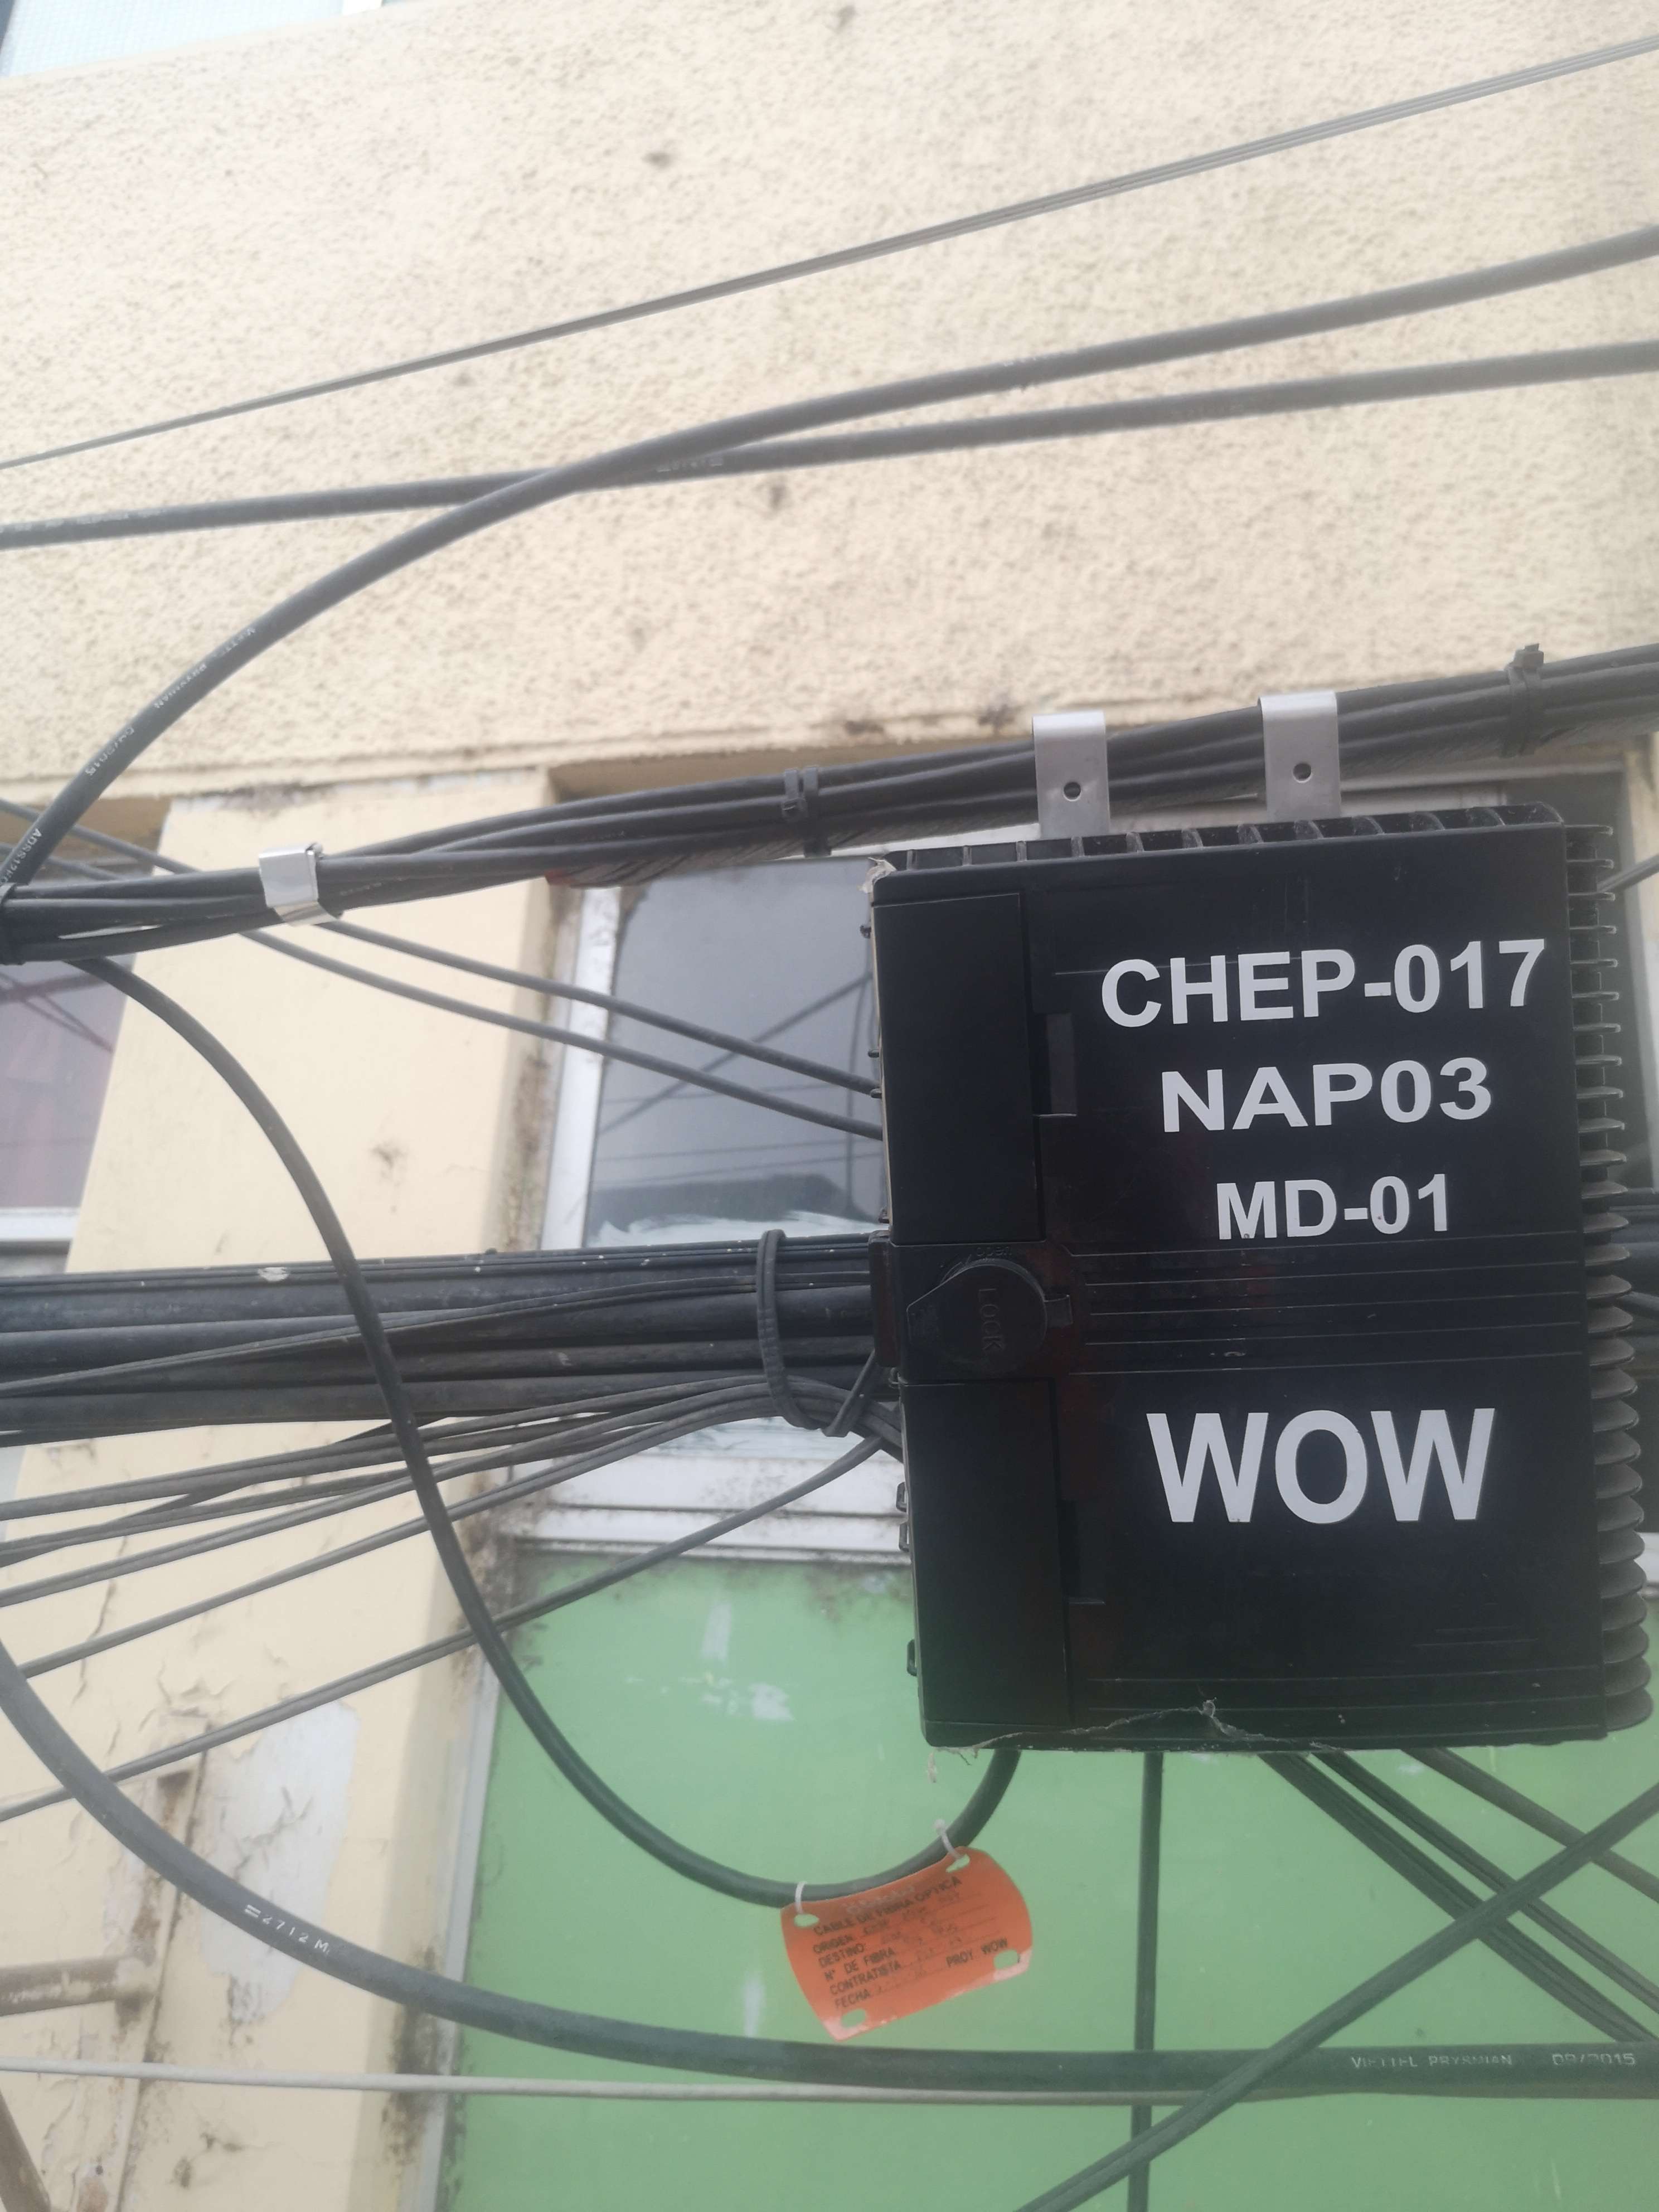 CHEP-017
NAP03
MD-01
OPEN
LOCK
WOW
CABLE DE FIBRA OPTICA
ORIGEN:
DESTINO:
N° DE FIBRA
CONTRATISTA PROY WOW
FECHA
=2712 M
VIETTEL PRYSMIAN 09/2015